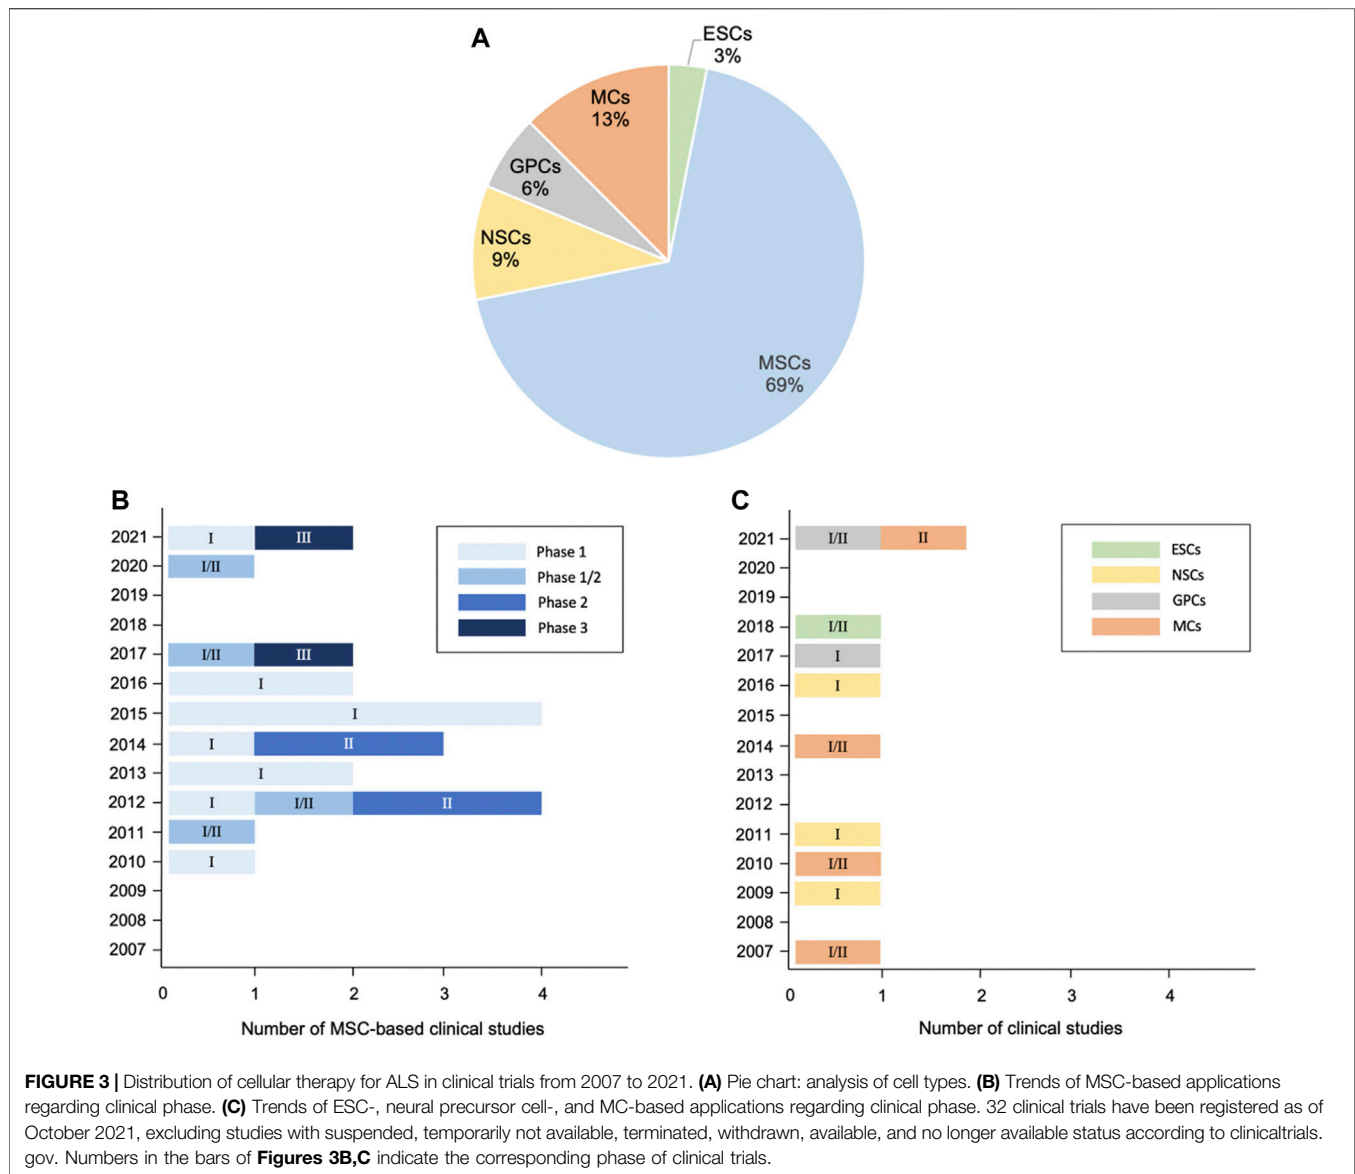 A
ESCs
3%
MCs
13%
GPCs
6%
NSCs
9%
MSCs
69%
B
2021
I
III
2020
I/II
2019
2018
2017
I/II
III
2016
I
2015
I
2014
I
II
2013
I
2012
I
I/II
II
2011
I/II
2010
I
2009
2008
2007
0
1
2
3
4
Number of MSC-based clinical studies
Phase 1
Phase 1/2
Phase 2
Phase 3
C
2021
I/II
II
2020
2019
2018
I/II
2017
I
2016
I
2015
2014
I/II
2013
2012
2011
I
2010
I/II
2009
I
2008
2007
I/II
0
1
2
3
4
Number of clinical studies
ESCs
NSCs
GPCs
MCs
FIGURE 3 | Distribution of cellular therapy for ALS in clinical trials from 2007 to 2021. (A) Pie chart: analysis of cell types. (B) Trends of MSC-based applications
regarding clinical phase. (C) Trends of ESC-, neural precursor cell-, and MC-based applications regarding clinical phase. 32 clinical trials have been registered as of
October 2021, excluding studies with suspended, temporarily not available, terminated, withdrawn, available, and no longer available status according to clinicaltrials.
gov. Numbers in the bars of Figures 3B,C indicate the corresponding phase of clinical trials.